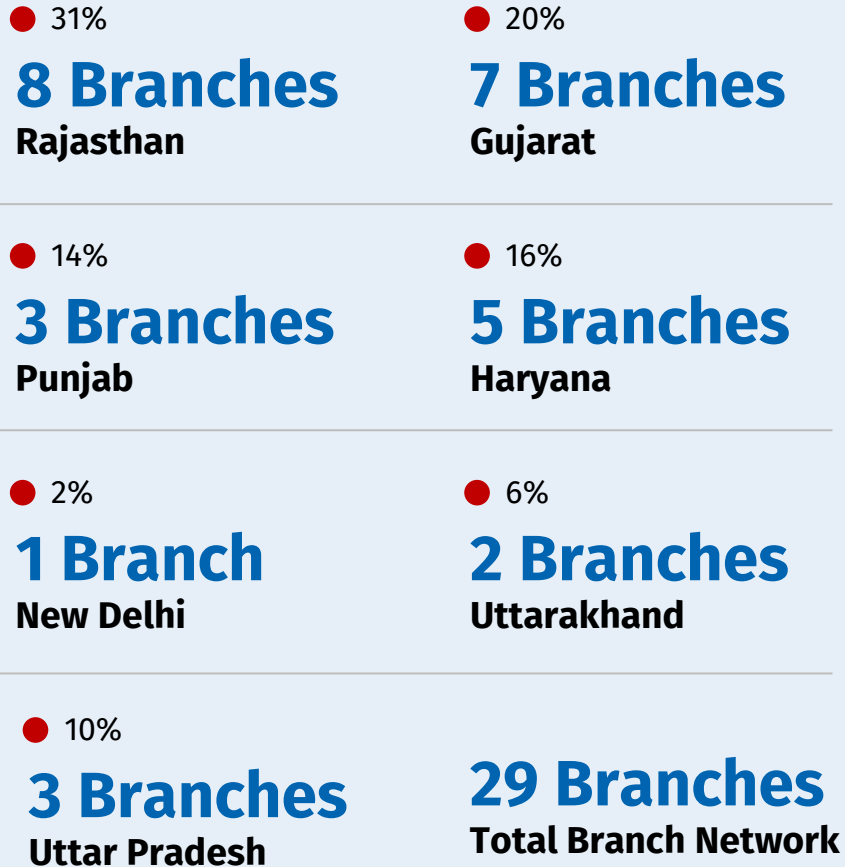 31%
8 Branches
Rajasthan
20%
7 Branches
Gujarat
14%
3 Branches
Punjab
16%
5 Branches
Haryana
2%
1 Branch
New Delhi
6%
2 Branches
Uttarakhand
10%
3 Branches
Uttar Pradesh
29 Branches
Total Branch Network